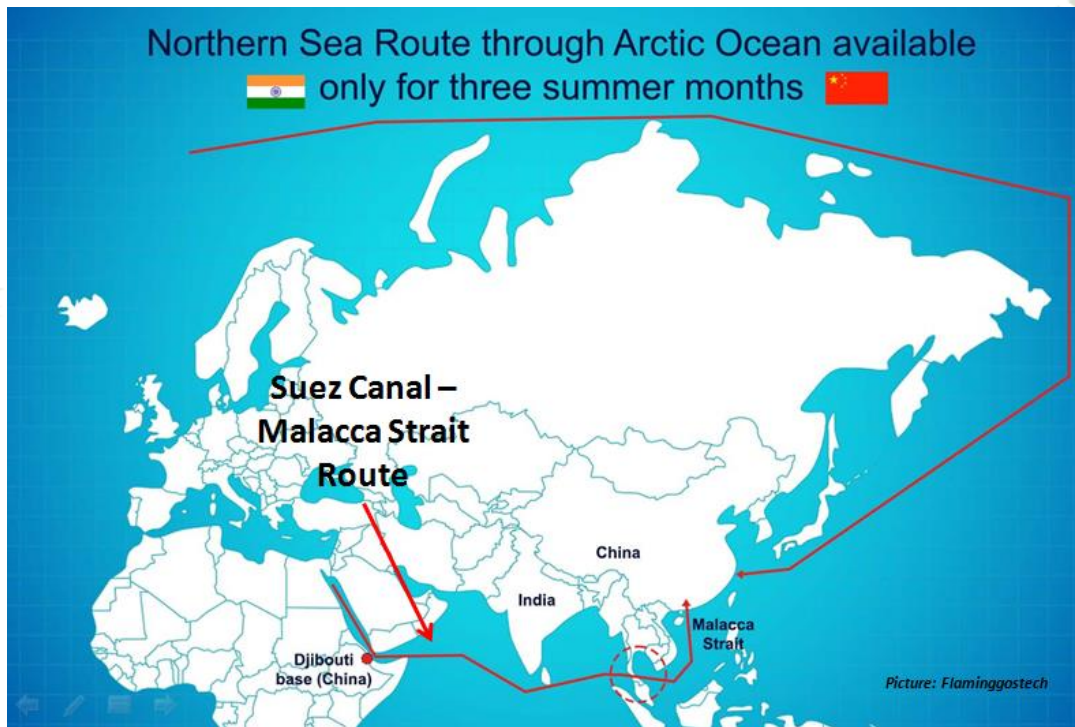 Northern Sea Route through Arctic Ocean available
only for three summer months
Suez Canal –
Malacca Strait
Route
China
India
Malacca
Strait
Djibouti
base (China)
Picture: Flaminggostech